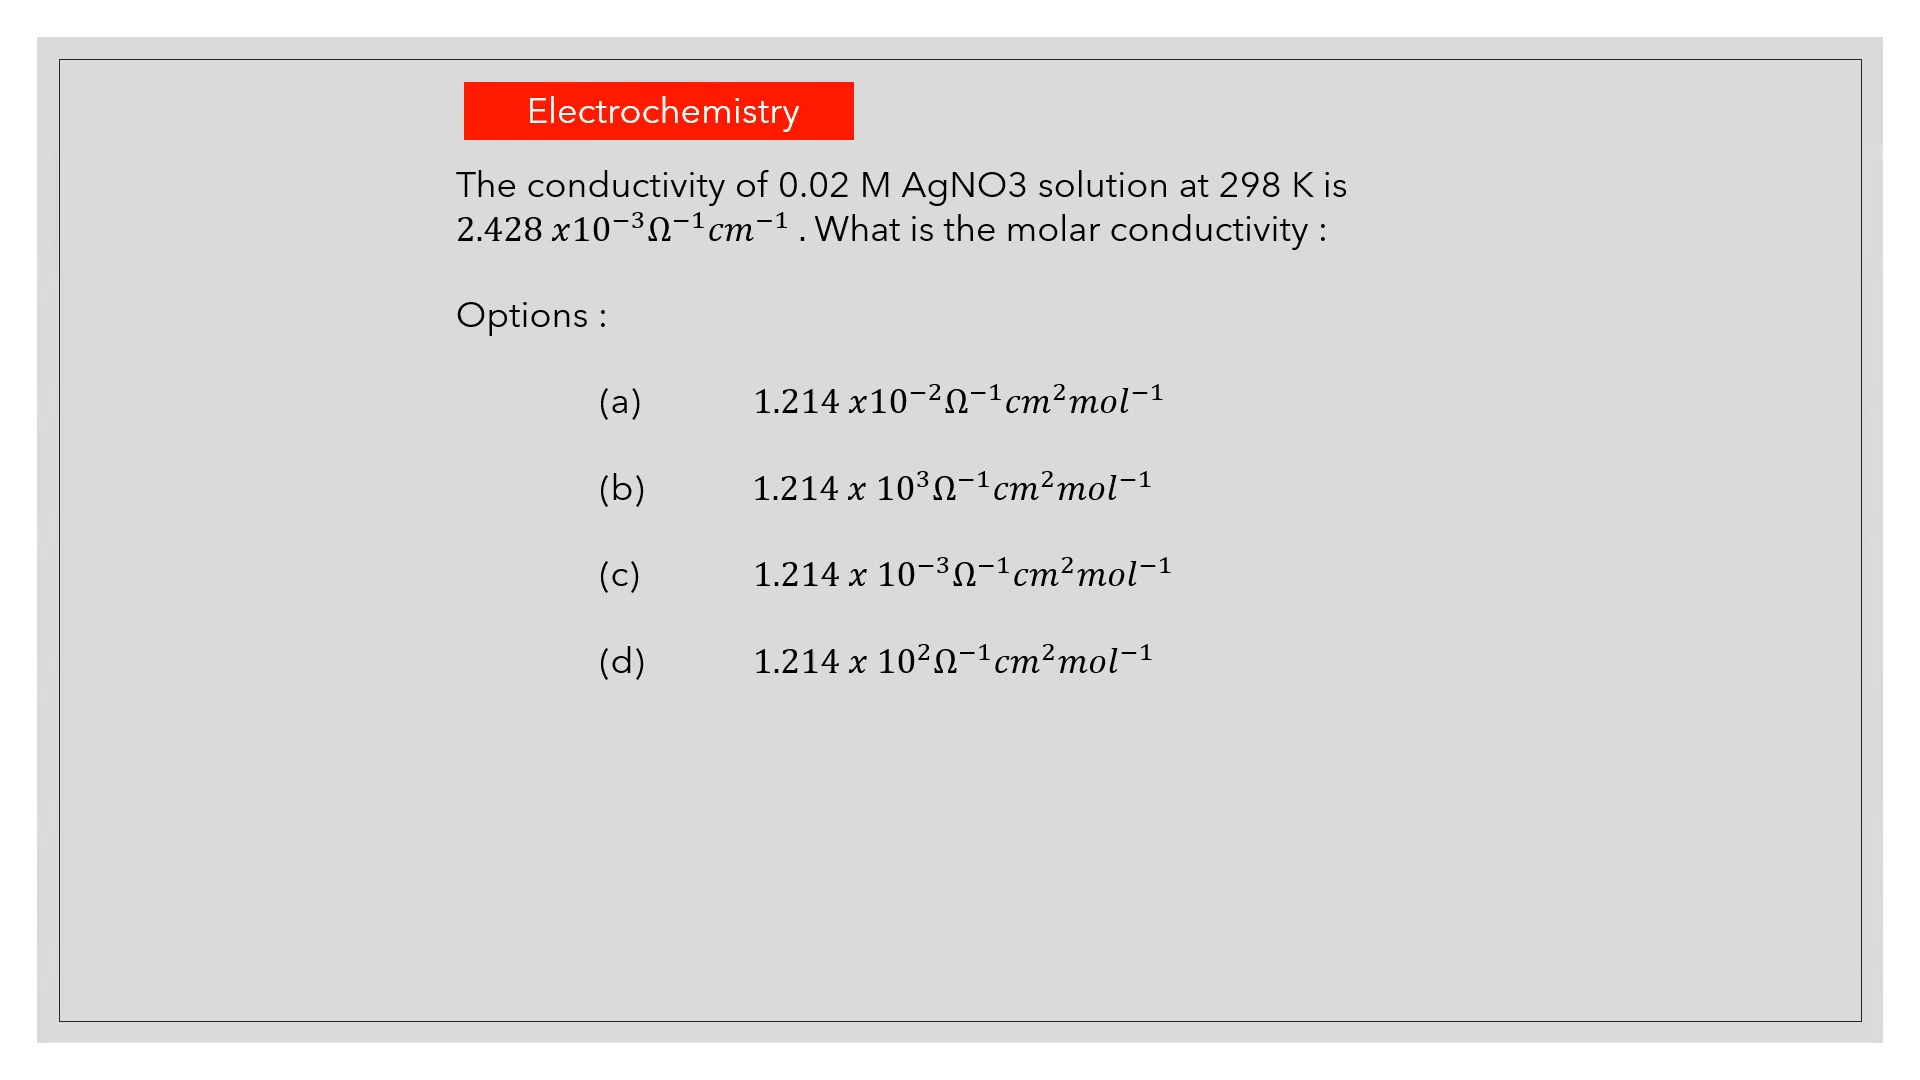 Electrochemistry
The conductivity of 0.02 M AgNO3 solution at 298 K is
2.428 x10⁻³Ω⁻¹cm⁻¹ . What is the molar conductivity :
Options :
(a) 1.214 x10⁻²Ω⁻¹cm²mol⁻¹
(b) 1.214 x 10³Ω⁻¹cm²mol⁻¹
(c) 1.214 x 10⁻³Ω⁻¹cm²mol⁻¹
(d) 1.214 x 10²Ω⁻¹cm²mol⁻¹